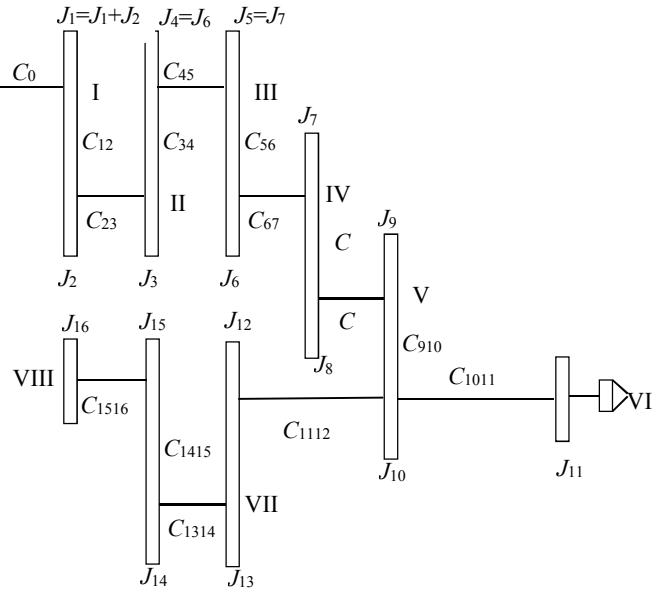 J₁=J₁+J₂ J₄=J₆ J₅=J₇
C₀ C₄₅
I III
J₇
C₁₂ C₃₄ C₅₆
IV
II
C₂₃ C₆₇ J₉
C
J₂ J₃ J₆
V
C
J₁₆ J₁₅ J₁₂
C₉₁₀
J₈
VIII C₁₀₁₁
C₁₅₁₆ VI
C₁₁₁₂
C₁₄₁₅
J₁₀ J₁₁
VII
C₁₃₁₄
J₁₄ J₁₃